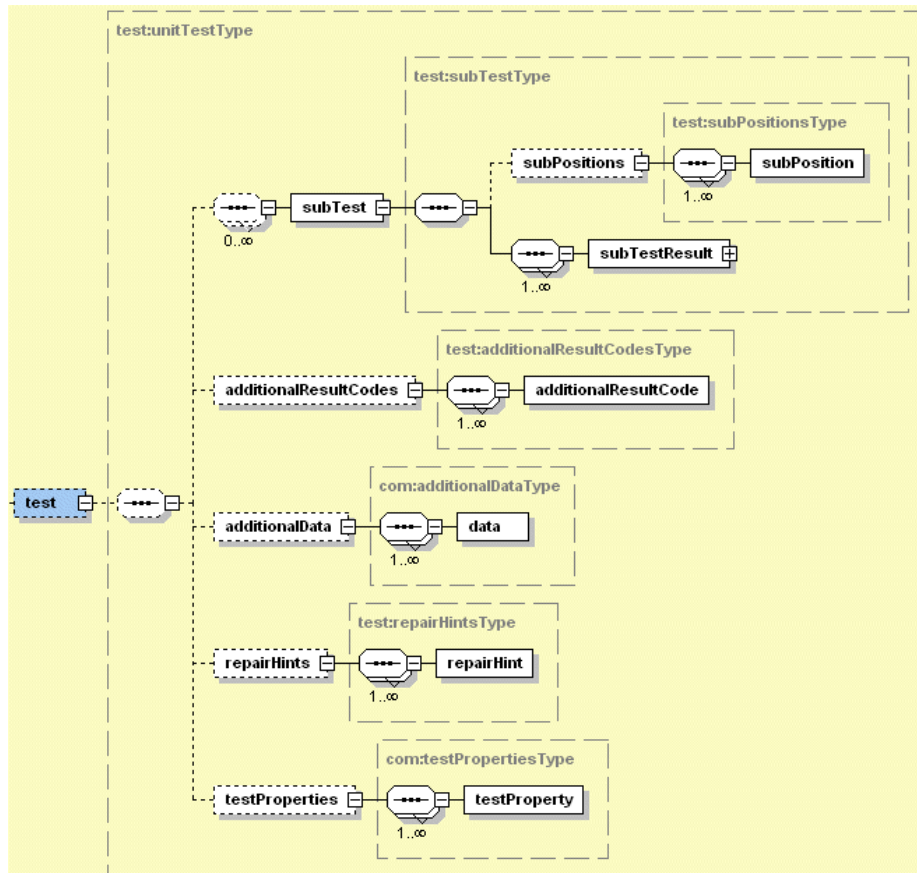 test:unitTestType
test:subTestType
test:subPositionsType
subPositions
subPosition
1..∞
subTest
0..∞
subTestResult
1..∞
test:additionalResultCodesType
additionalResultCodes
additionalResultCode
1..∞
com:additionalDataType
test
additionalData
data
1..∞
test:repairHintsType
repairHints
repairHint
1..∞
com:testPropertiesType
testProperties
testProperty
1..∞